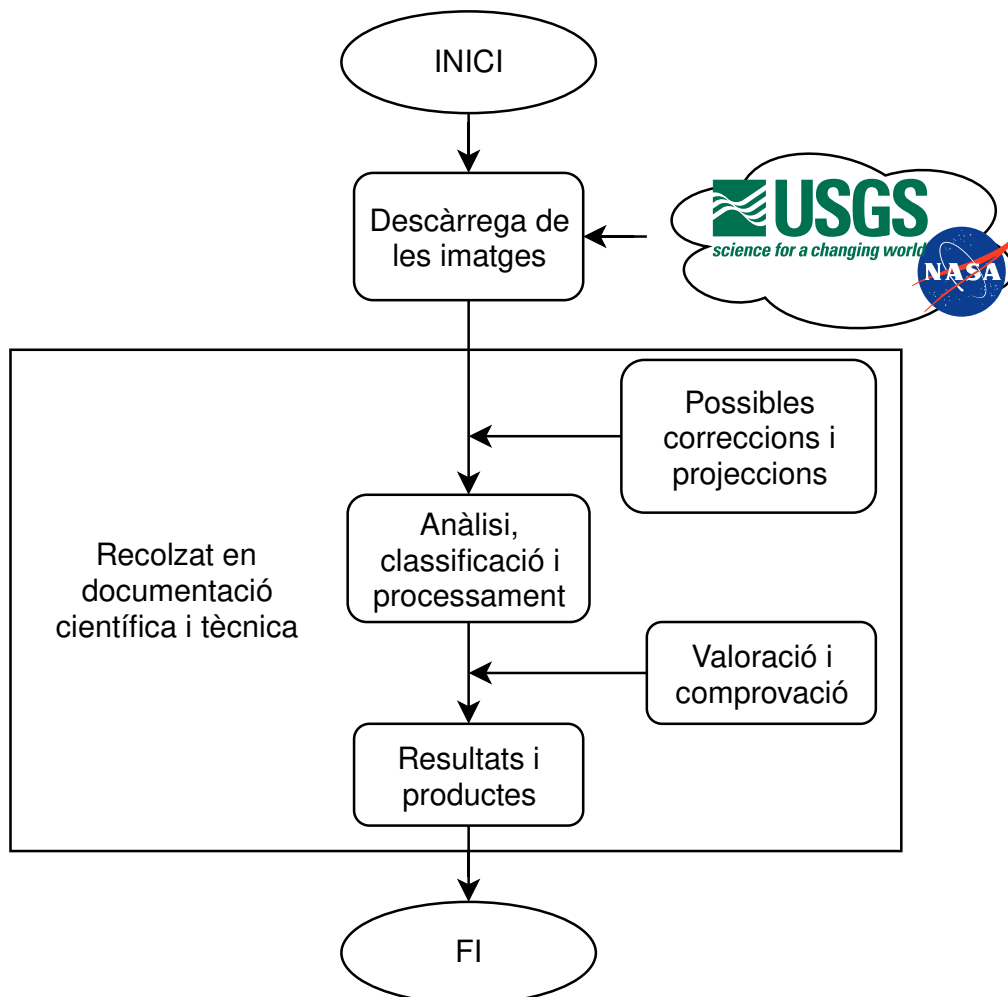 INICI
Descàrrega de
les imatges
USGS
science for a changing world
NASA
Possibles
correccions i
projeccions
Anàlisi,
classificació i
processament
Recolzat en
documentació
científica i tècnica
Valoració i
comprovació
Resultats i
productes
FI